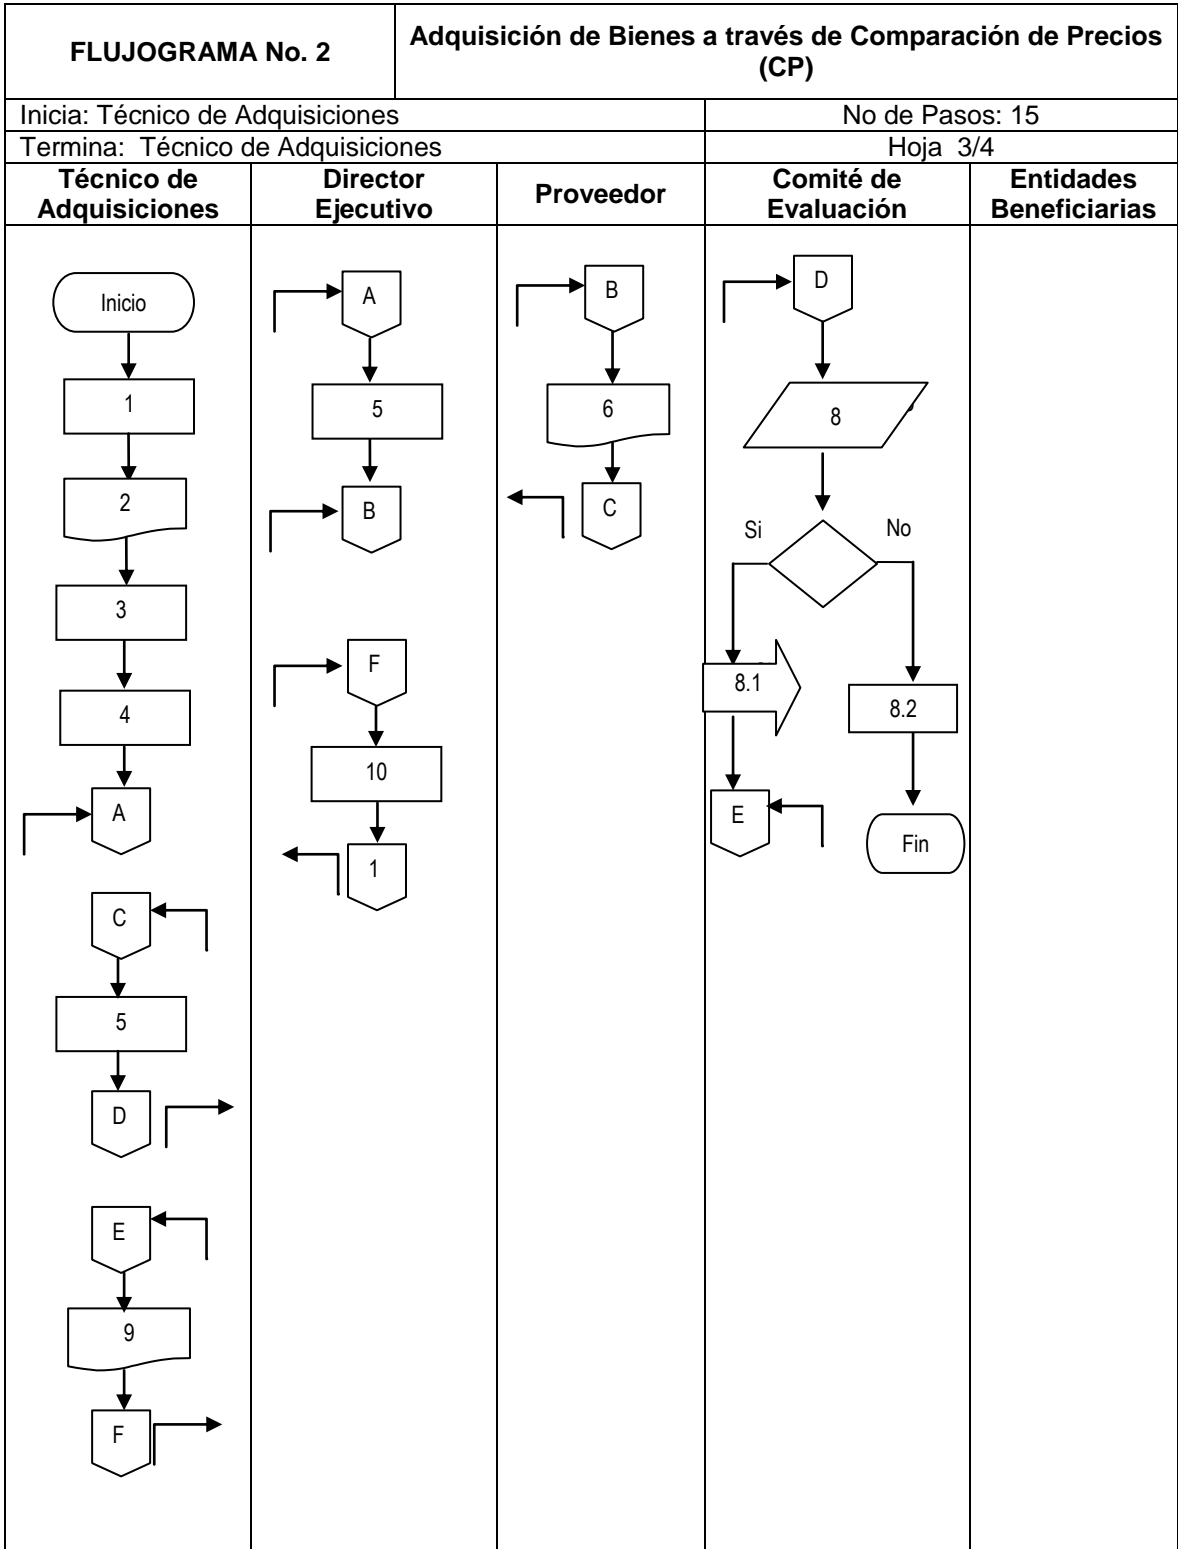 FLUJOGRAMA No. 2
Adquisición de Bienes a través de Comparación de Precios
(CP)
Inicia: Técnico de Adquisiciones
No de Pasos: 15
Termina: Técnico de Adquisiciones
Hoja 3/4
Técnico de
Adquisiciones
Director
Ejecutivo
Proveedor
Comité de
Evaluación
Entidades
Beneficiarias
Inicio
1
2
3
4
A
C
5
D
E
9
F
A
5
B
F
10
1
B
6
C
D
8
Si
No
8.1
8.2
E
Fin